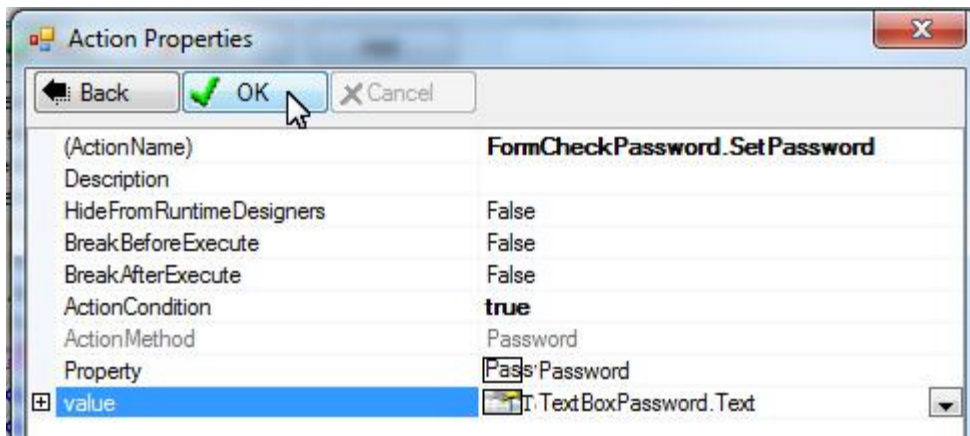 Action Properties
Back OK Cancel
(ActionName) FormCheckPassword.SetPassword
Description
HideFromRuntimeDesigners False
BreakBeforeExecute False
BreakAfterExecute False
ActionCondition true
ActionMethod Password
Property Pass Password
value T TextBoxPassword.Text